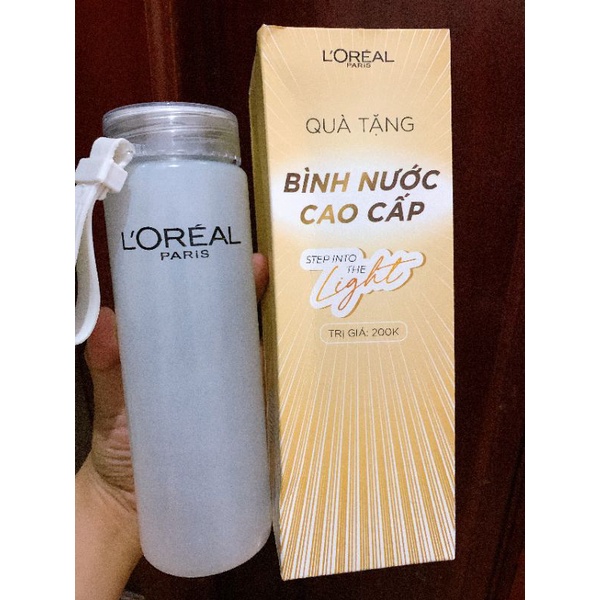 L'ORÉAL
PARIS
L'ORÉAL
PARIS
QUÀ TẶNG
BÌNH NƯỚC
CAO CẤP
STEP INTO
THE
Light
TRỊ GIÁ: 200K